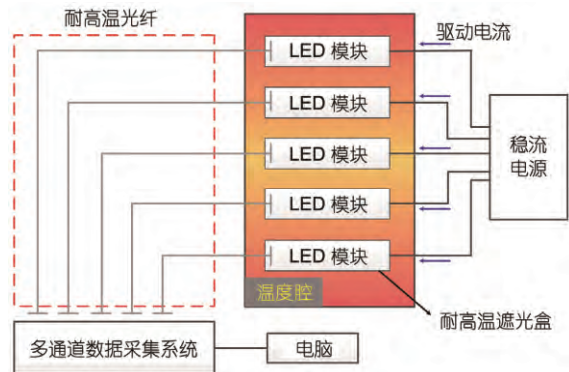 耐高温光纤
LED 模块
驱动电流
LED 模块
LED 模块
稳流
电源
LED 模块
LED 模块
温度腔
耐高温遮光盒
多通道数据采集系统
电脑